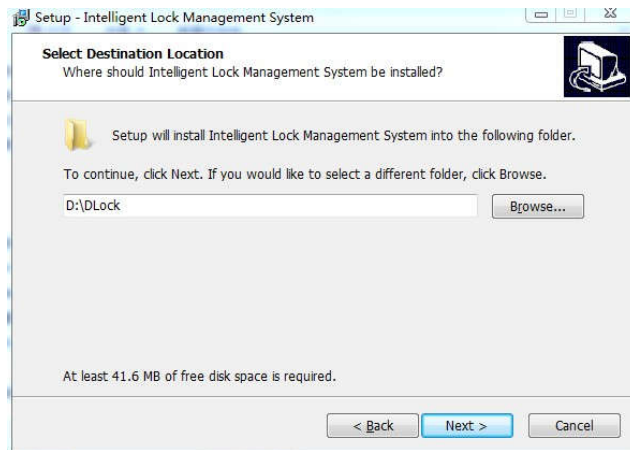 Setup - Intelligent Lock Management System
Select Destination Location
Where should Intelligent Lock Management System be installed?
Setup will install Intelligent Lock Management System into the following folder.
To continue, click Next. If you would like to select a different folder, click Browse.
D:\DLock
Browse...
At least 41.6 MB of free disk space is required.
< Back
Next >
Cancel